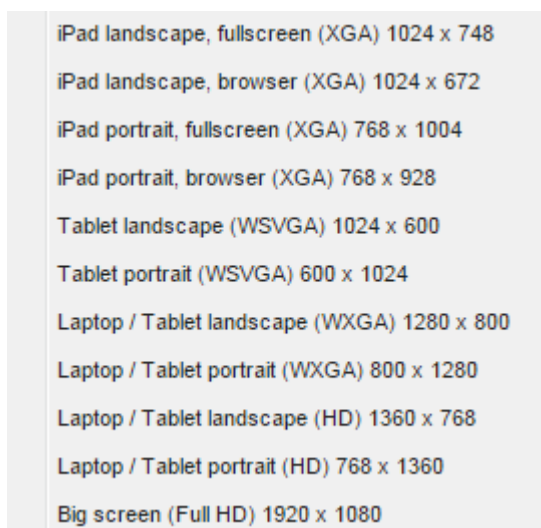 iPad landscape, fullscreen (XGA) 1024 x 748
iPad landscape, browser (XGA) 1024 x 672
iPad portrait, fullscreen (XGA) 768 x 1004
iPad portrait, browser (XGA) 768 x 928
Tablet landscape (WSVGA) 1024 x 600
Tablet portrait (WSVGA) 600 x 1024
Laptop / Tablet landscape (WXGA) 1280 x 800
Laptop / Tablet portrait (WXGA) 800 x 1280
Laptop / Tablet landscape (HD) 1360 x 768
Laptop / Tablet portrait (HD) 768 x 1360
Big screen (Full HD) 1920 x 1080